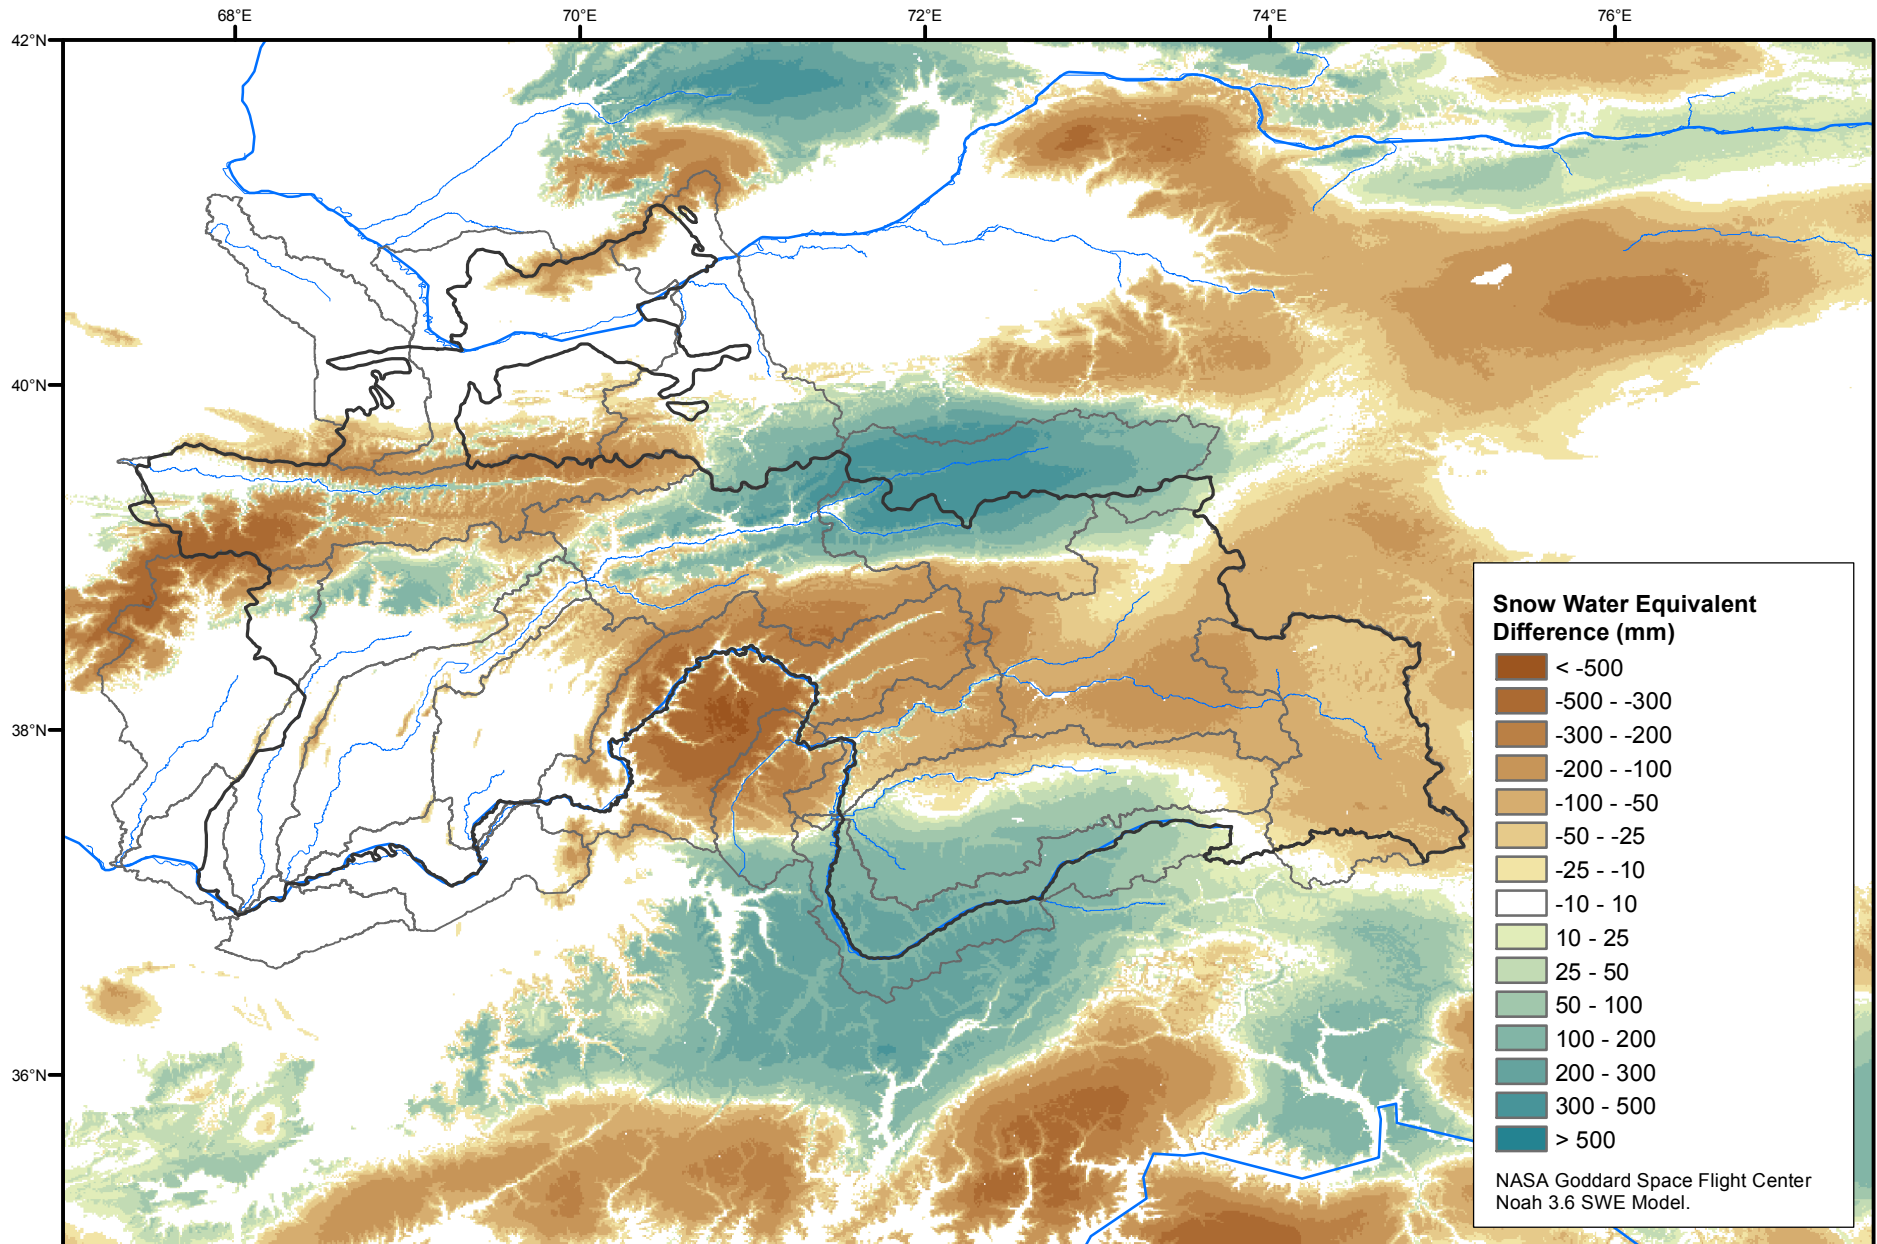 68°E 70°E 72°E 74°E 76°E
42°N
40°N
38°N
36°N
Snow Water Equivalent
Difference (mm)
< -500
-500 - -300
-300 - -200
-200 - -100
-100 - -50
-50 - -25
-25 - -10
-10 - 10
10 - 25
25 - 50
50 - 100
100 - 200
200 - 300
300 - 500
> 500
NASA Goddard Space Flight Center
Noah 3.6 SWE Model.